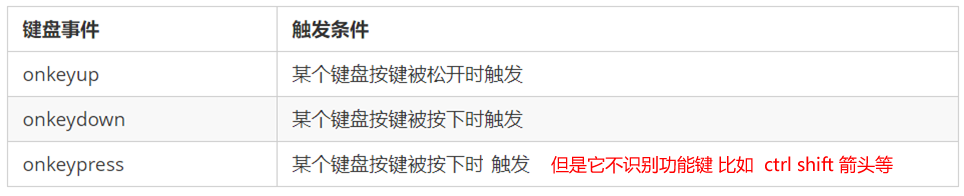 键盘事件 触发条件
onkeyup 某个键盘按键被松开时触发
onkeydown 某个键盘按键被按下时触发
onkeypress 某个键盘按键被按下时 触发 但是它不识别功能键 比如 ctrl shift 箭头等